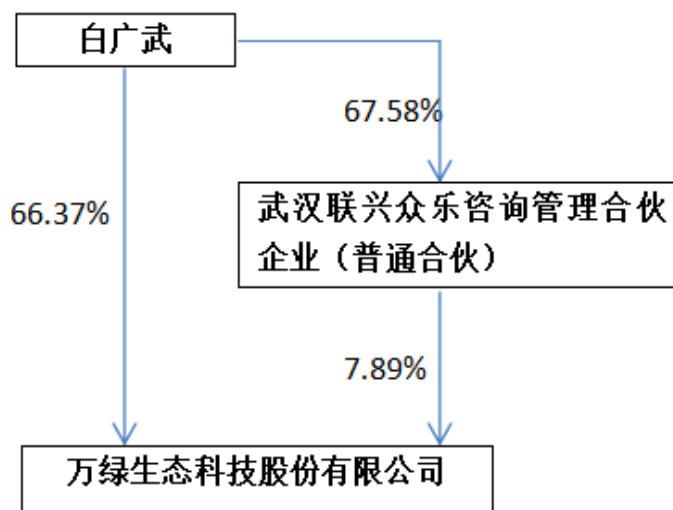 白广武
67.58%
66.37%
武汉联兴众乐咨询管理合伙
企业（普通合伙）
7.89%
万绿生态科技股份有限公司